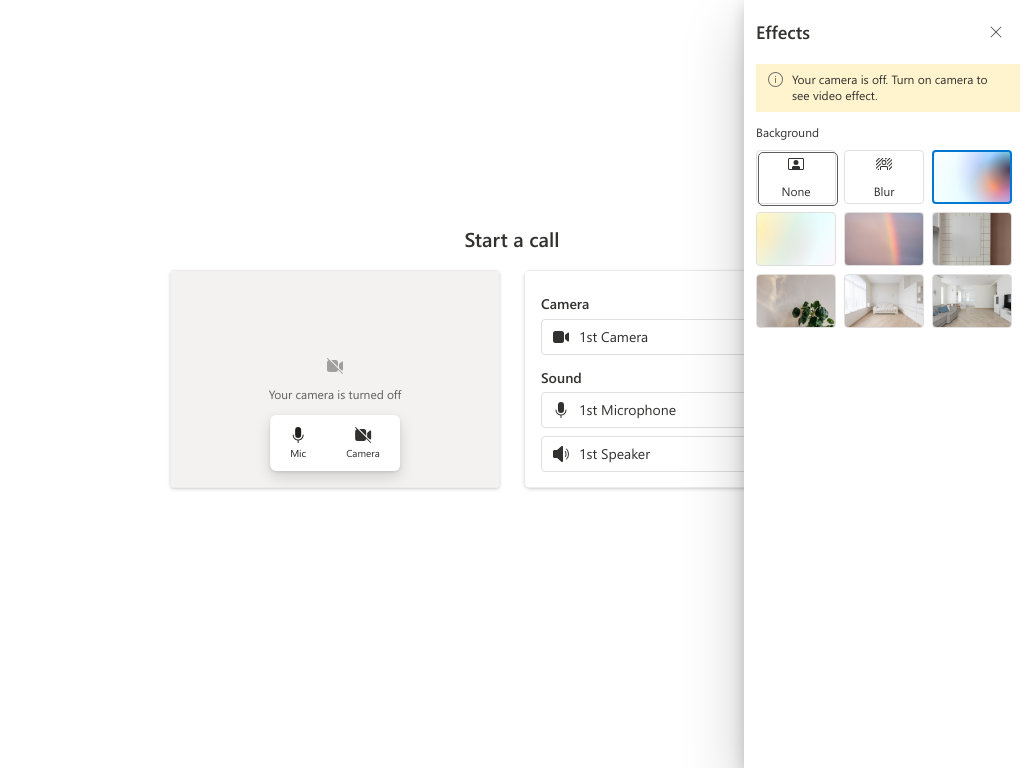 Effects
Your camera is off. Turn on camera to
see video effect.
Background
None
Blur
Start a call
Your camera is turned off
Mic
Camera
Camera
1st Camera
Sound
1st Microphone
1st Speaker